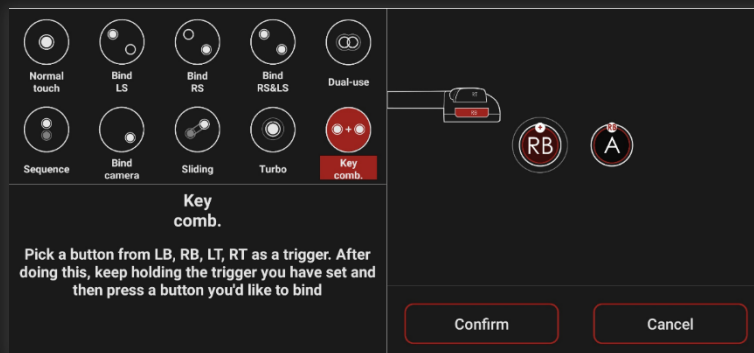 Normal
touch
Bind
LS
Bind
RS
Bind
RS&LS
Dual-use
Sequence
Bind
camera
Sliding
Turbo
Key
comb.
Key
comb.
Pick a button from LB, RB, LT, RT as a trigger. After
doing this, keep holding the trigger you have set and
then press a button you'd like to bind
RB
RB
A
Confirm
Cancel